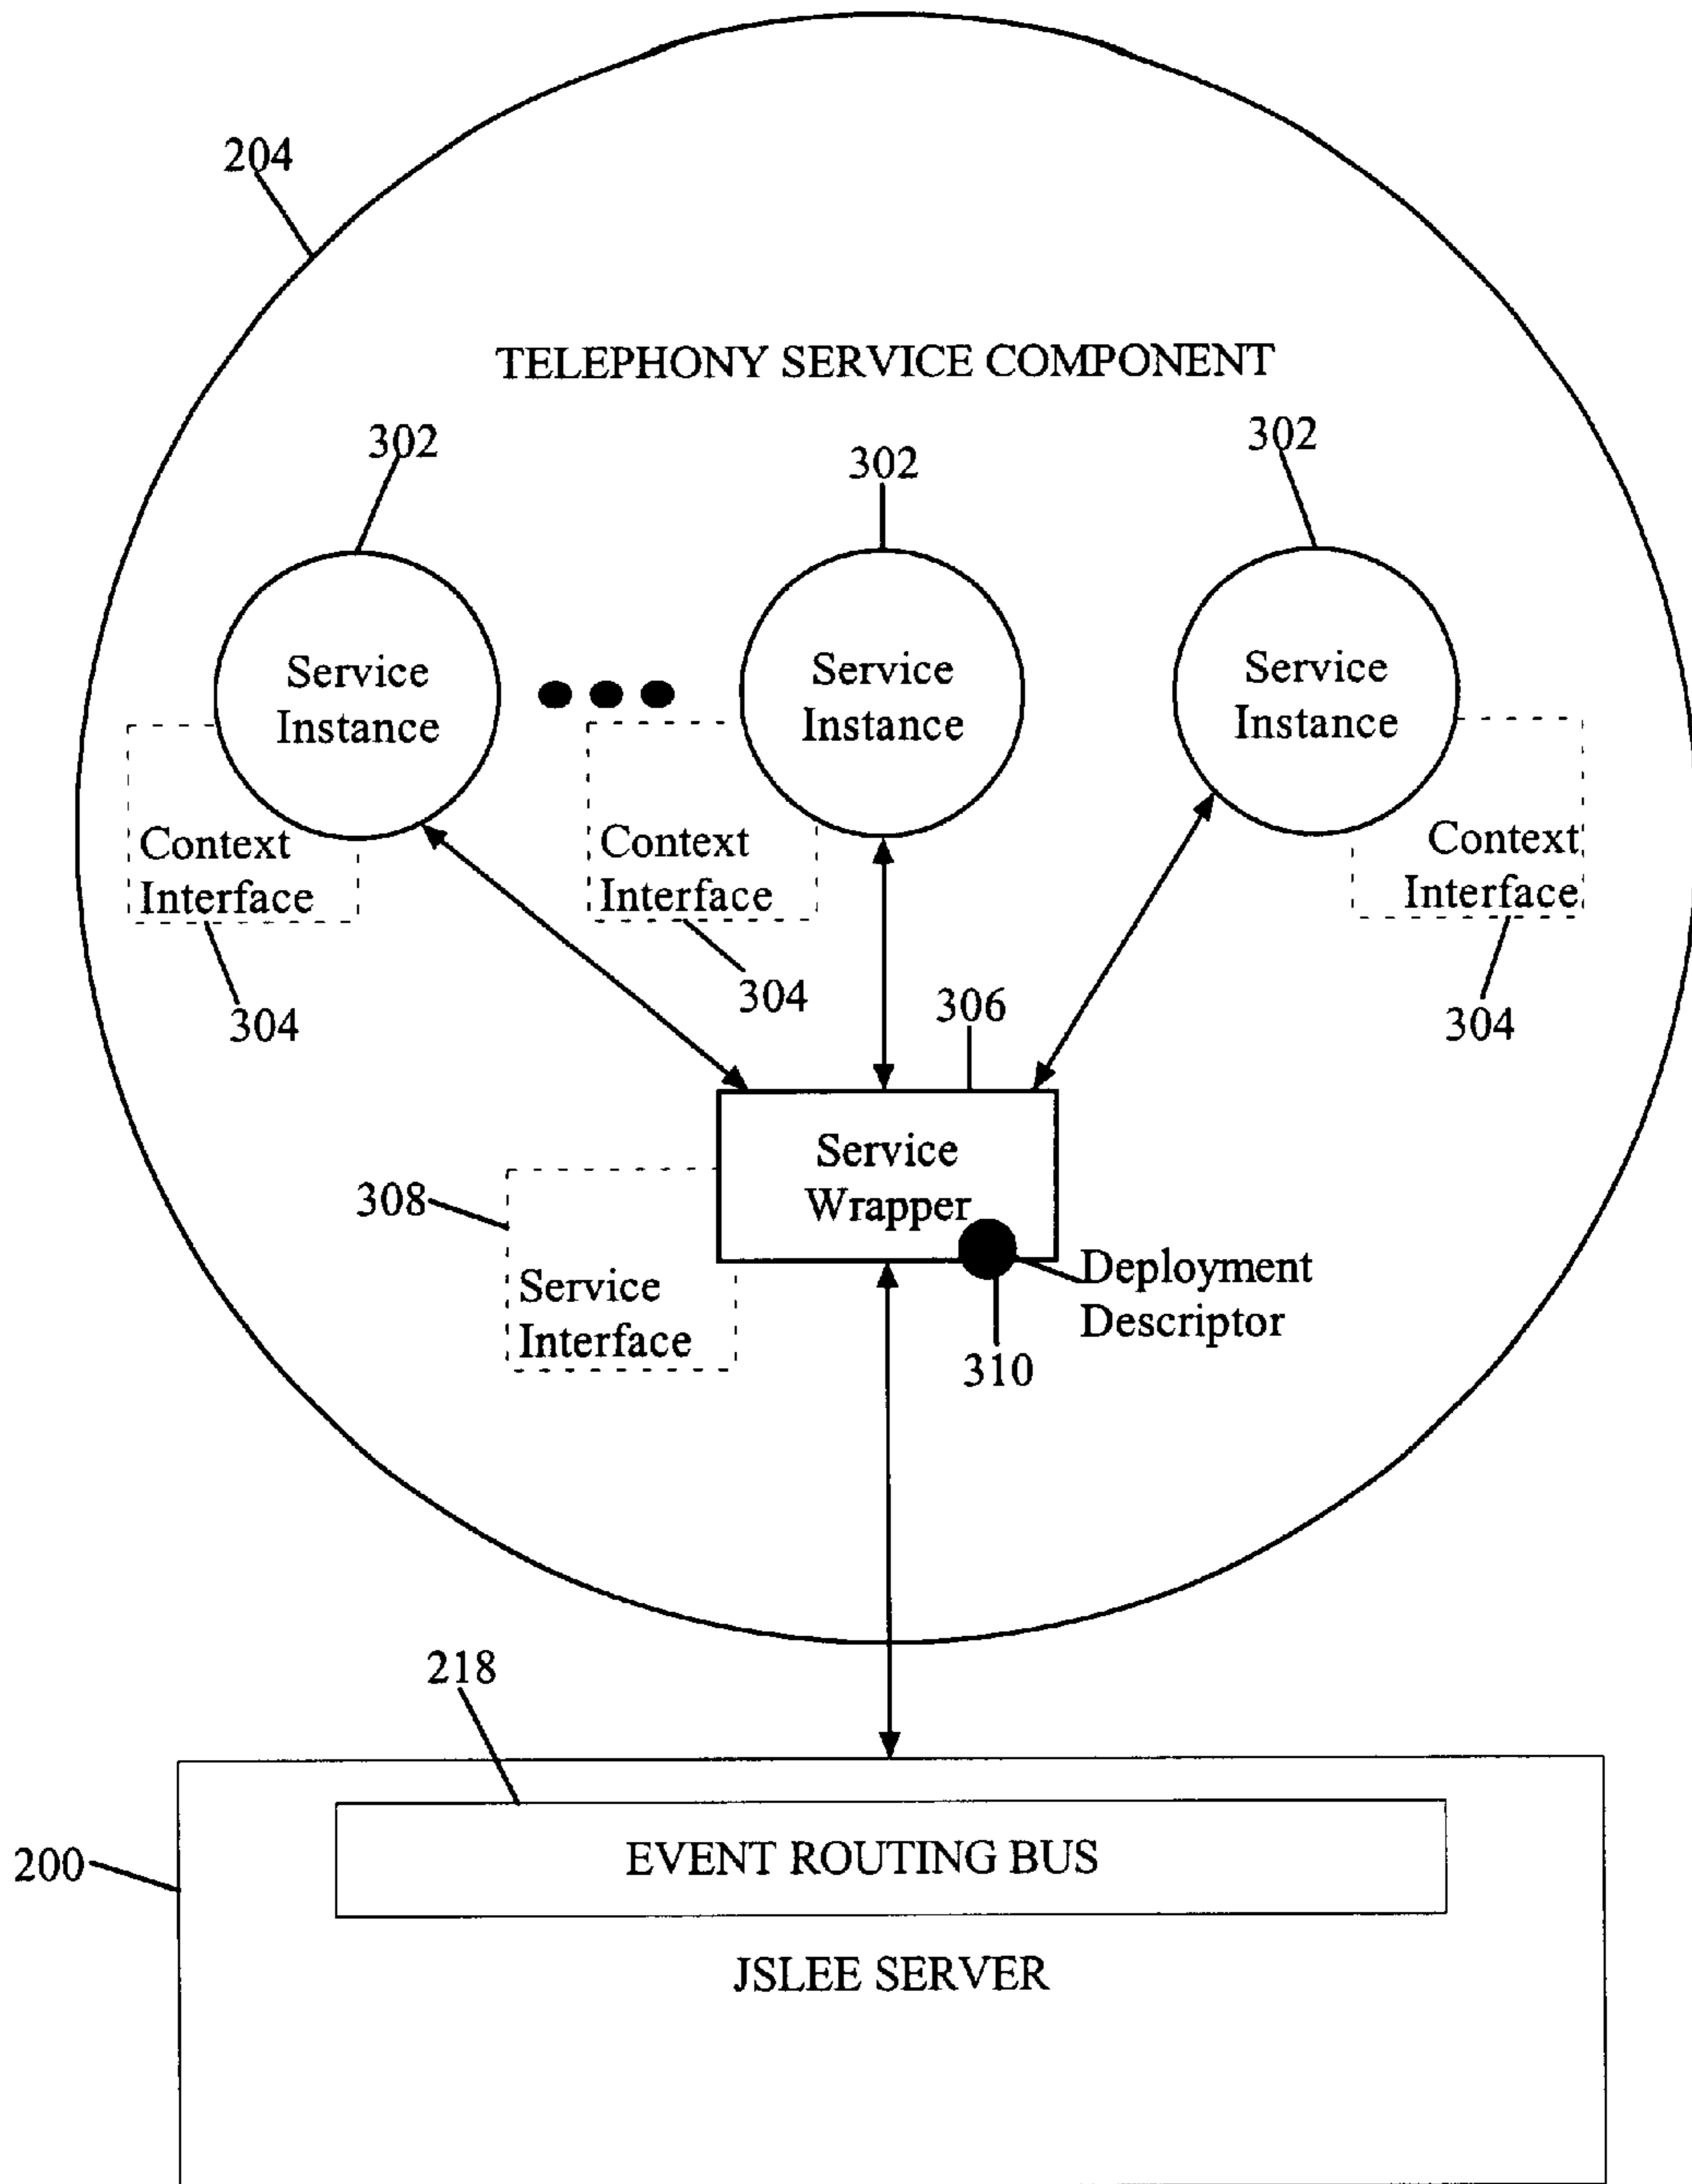 204
TELEPHONY SERVICE COMPONENT
302
302
302
Service
Instance
Service
Instance
Service
Instance
Context
Interface
Context
Interface
Context
Interface
304
304
304
306
Service
Wrapper
308
Service
Interface
Deployment
Descriptor
310
218
200
EVENT ROUTING BUS
JSLEE SERVER